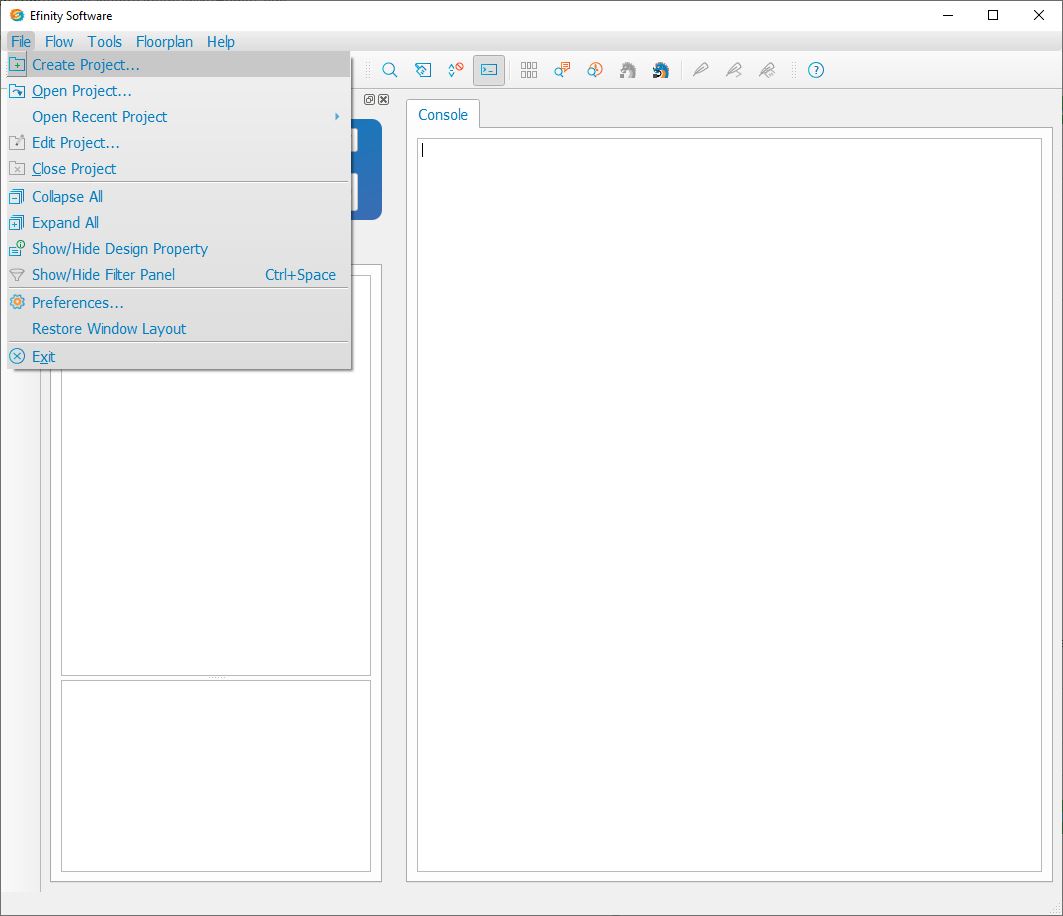 Efinity Software
File Flow Tools Floorplan Help
Create Project...
Open Project...
Open Recent Project
Edit Project...
Close Project
Collapse All
Expand All
Show/Hide Design Property
Show/Hide Filter Panel Ctrl+Space
Preferences...
Restore Window Layout
Exit
Console